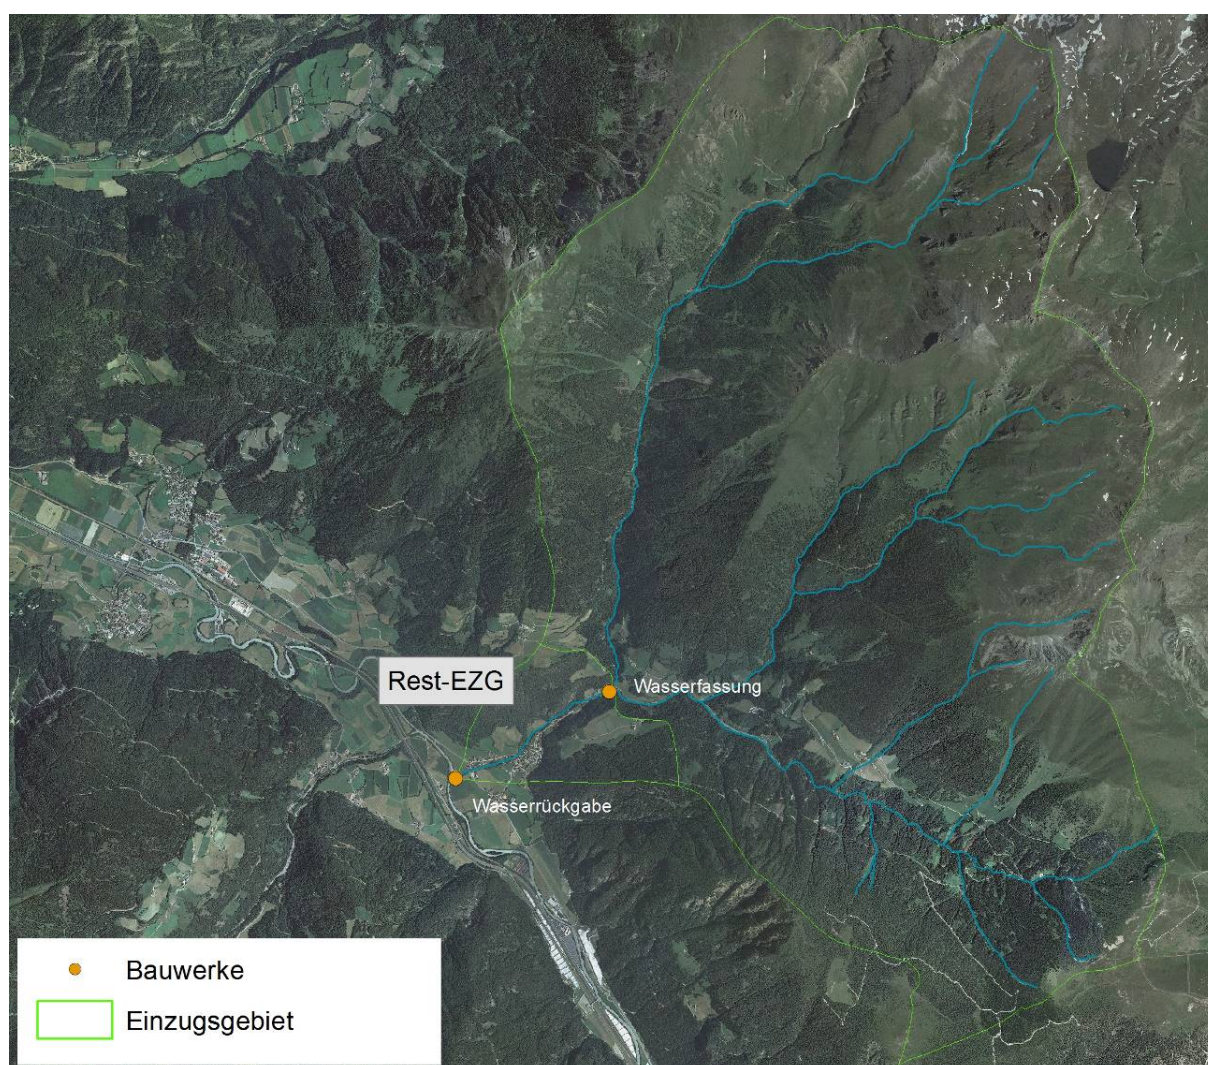 Rest-EZG
Wasserfassung
Wasserrückgabe
Bauwerke
Einzugsgebiet